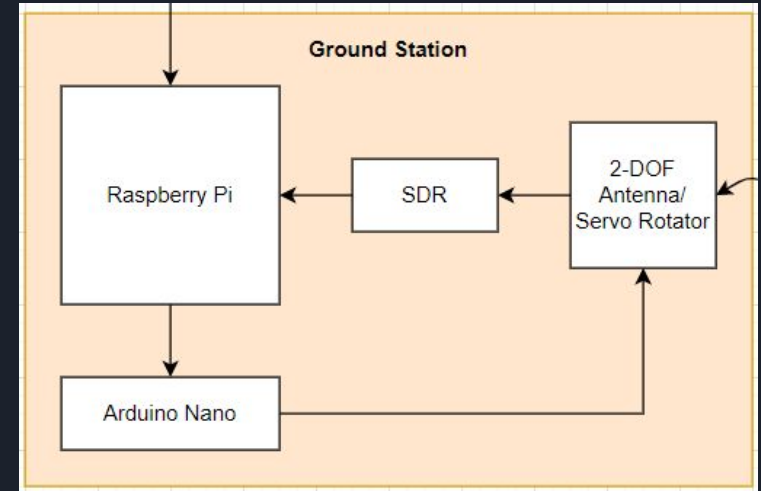 Ground Station
Raspberry Pi
SDR
2-DOF
Antenna/
Servo Rotator
Arduino Nano